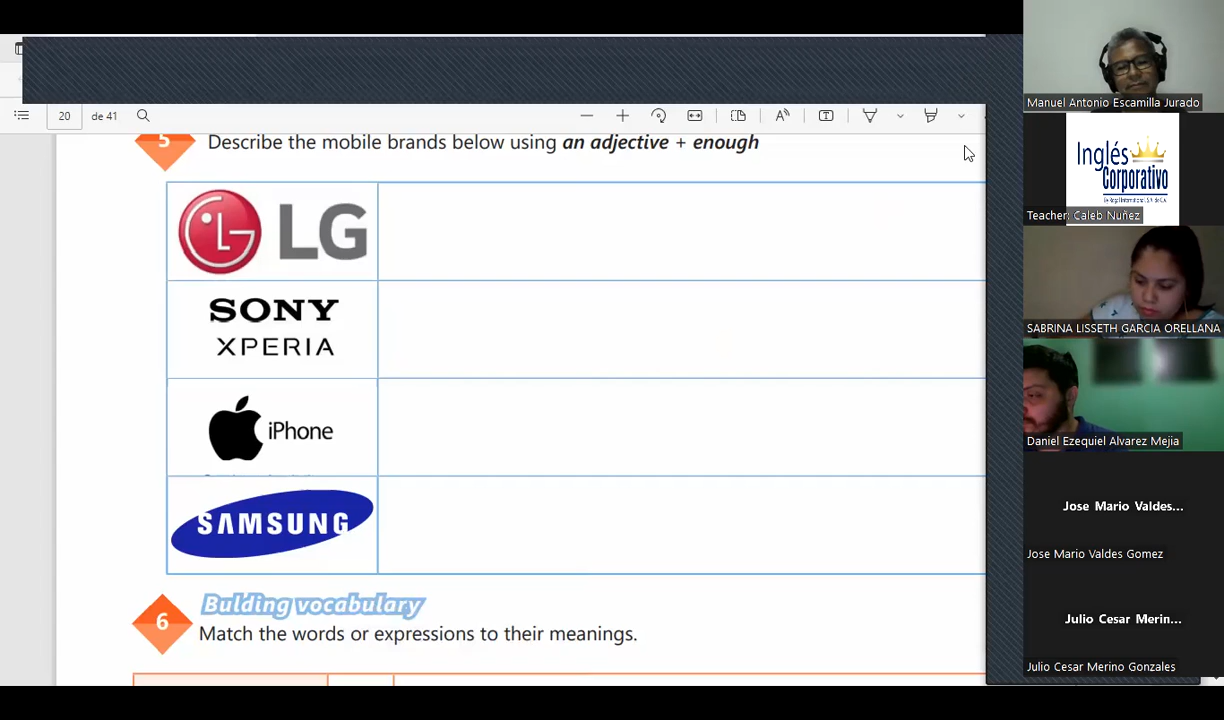 20 de 41
5 Describe the mobile brands below using an adjective + enough
LG
SONY
XPERIA
iPhone
SAMSUNG
6 Bulding vocabulary
Match the words or expressions to their meanings.
Manuel Antonio Escamilla Jurado
Inglés
Corporativo
Teacher: Caleb Nuñez
SABRINA LISSETH GARCIA ORELLANA
Daniel Ezequiel Alvarez Mejia
Jose Mario Valdes...
Jose Mario Valdes Gomez
Julio Cesar Merin...
Julio Cesar Merino Gonzales